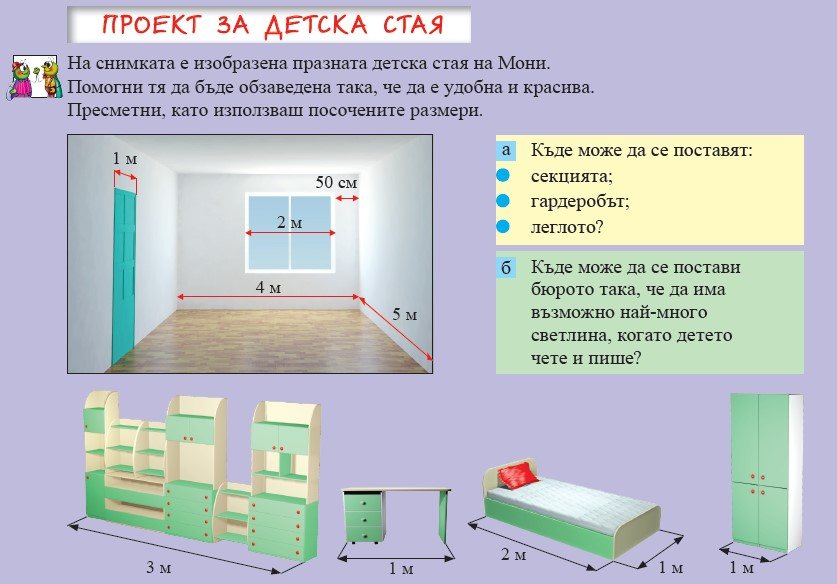 ПРОЕКТ ЗА ДЕТСКА СТАЯ
На снимката е изобразена празната детска стая на Мони.
Помогни тя да бъде обзаведена така, че да е удобна и красива.
Пресметни, като използваш посочените размери.
1 м
50 см
2 м
4 м
5 м
а Къде може да се поставят:
секцията;
гардеробът;
леглото?
б Къде може да се постави
бюрото така, че да има
възможно най-много
светлина, когато детето
чете и пише?
3 м
1 м
2 м
1 м
1 м